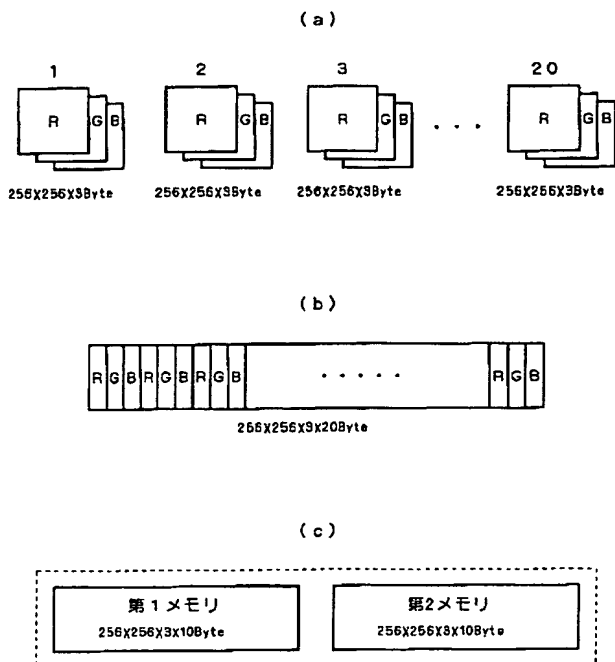 (a)
1 2 3 20
R G B R G B R G B · · · R G B
256X256X3Byte 256X256X3Byte 256X256X3Byte 256X256X3Byte
(b)
R G B R G B R G B · · · · · R G B
256X256X3X20Byte
(c)
第1メモリ 第2メモリ
256X256X3X10Byte 256X256X3X10Byte